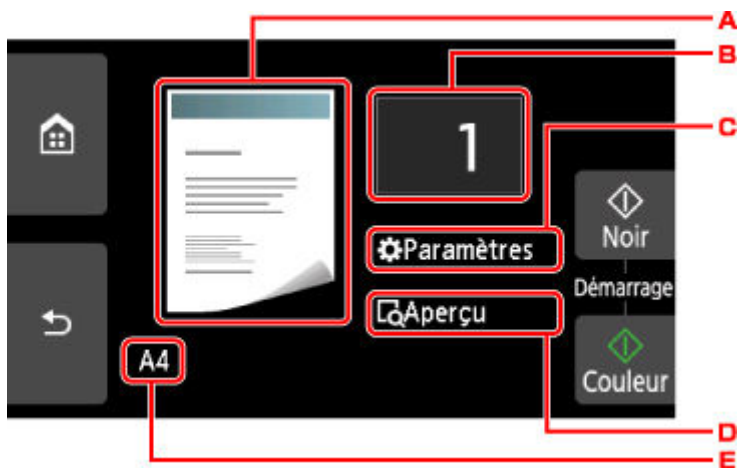 A
B
1
C
Paramètres
Noir
Démarrage
Aperçu
A4
Couleur
D
E